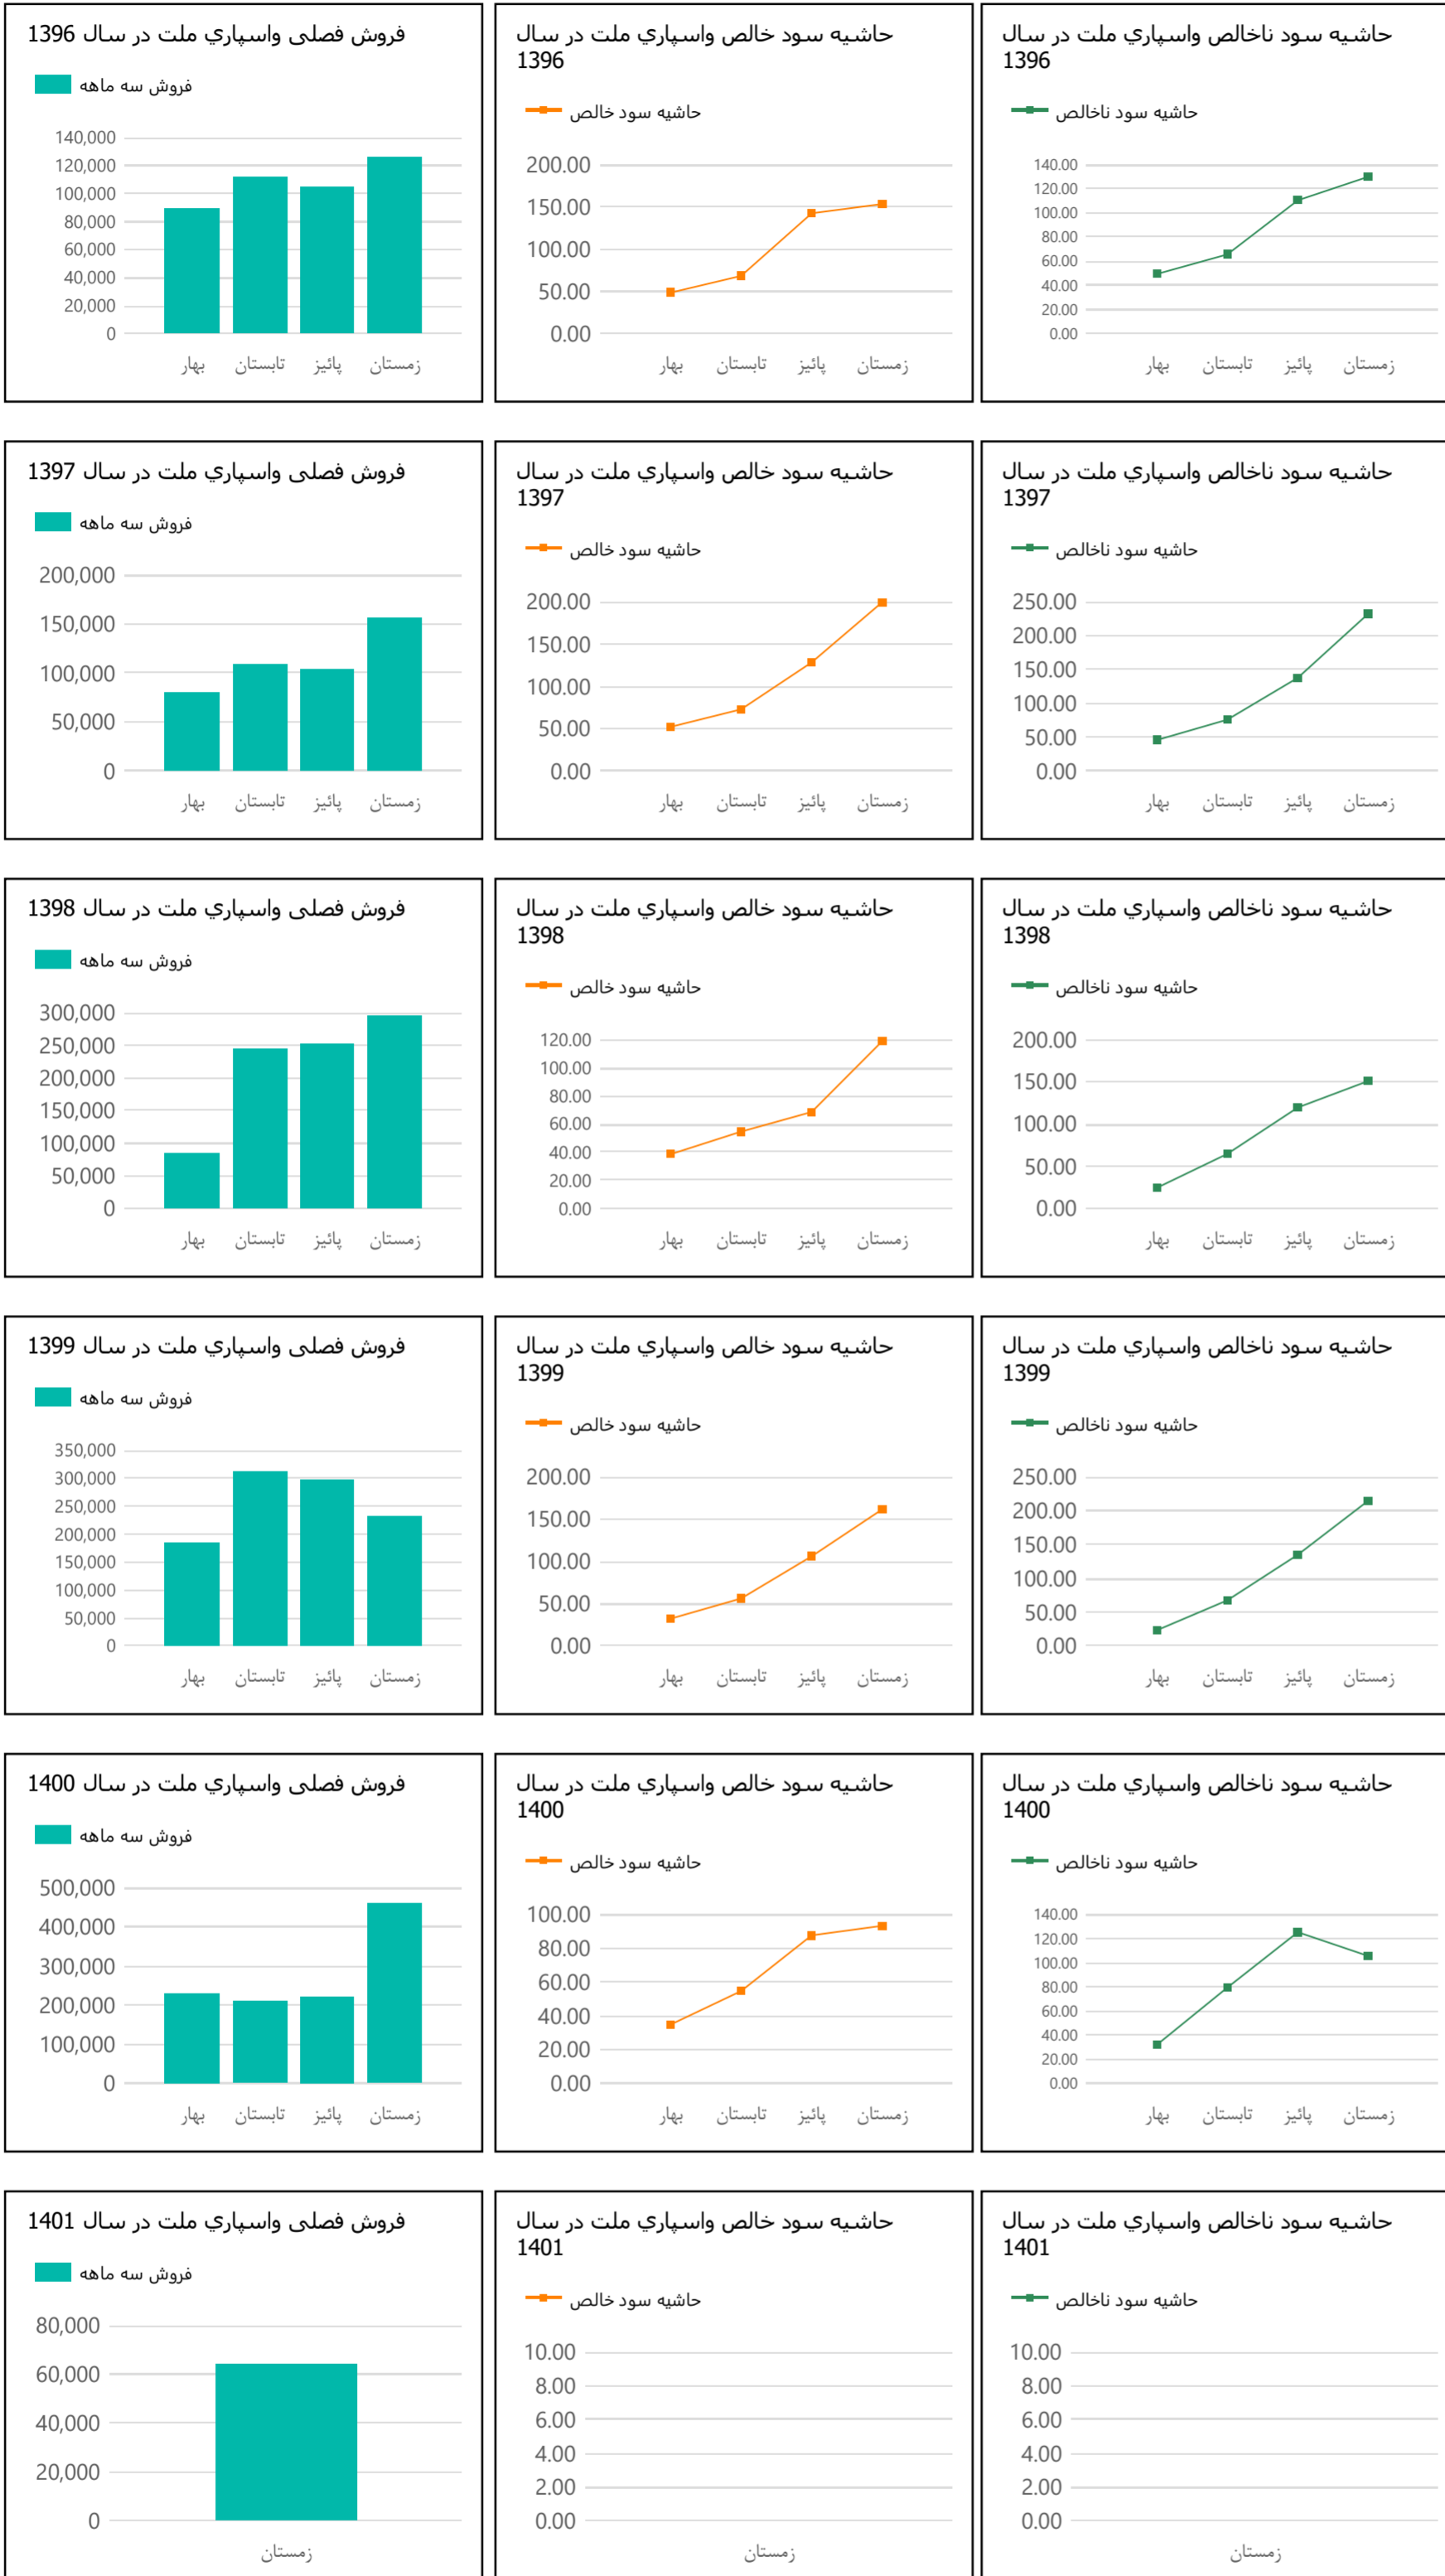 فروش فصلی واسپاري ملت در سال 1396
فروش سه ماهه
140,000
120,000
100,000
80,000
60,000
40,000
20,000
0
بهار تابستان پائیز زمستان
حاشیه سود خالص واسپاري ملت در سال
1396
حاشیه سود خالص
200.00
150.00
100.00
50.00
0.00
بهار تابستان پائیز زمستان
حاشیه سود ناخالص واسپاري ملت در سال
1396
حاشیه سود ناخالص
140.00
120.00
100.00
80.00
60.00
40.00
20.00
0.00
بهار تابستان پائیز زمستان
فروش فصلی واسپاري ملت در سال 1397
فروش سه ماهه
200,000
150,000
100,000
50,000
0
بهار تابستان پائیز زمستان
حاشیه سود خالص واسپاري ملت در سال
1397
حاشیه سود خالص
200.00
150.00
100.00
50.00
0.00
بهار تابستان پائیز زمستان
حاشیه سود ناخالص واسپاري ملت در سال
1397
حاشیه سود ناخالص
250.00
200.00
150.00
100.00
50.00
0.00
بهار تابستان پائیز زمستان
فروش فصلی واسپاري ملت در سال 1398
فروش سه ماهه
300,000
250,000
200,000
150,000
100,000
50,000
0
بهار تابستان پائیز زمستان
حاشیه سود خالص واسپاري ملت در سال
1398
حاشیه سود خالص
120.00
100.00
80.00
60.00
40.00
20.00
0.00
بهار تابستان پائیز زمستان
حاشیه سود ناخالص واسپاري ملت در سال
1398
حاشیه سود ناخالص
200.00
150.00
100.00
50.00
0.00
بهار تابستان پائیز زمستان
فروش فصلی واسپاري ملت در سال 1399
فروش سه ماهه
350,000
300,000
250,000
200,000
150,000
100,000
50,000
0
بهار تابستان پائیز زمستان
حاشیه سود خالص واسپاري ملت در سال
1399
حاشیه سود خالص
200.00
150.00
100.00
50.00
0.00
بهار تابستان پائیز زمستان
حاشیه سود ناخالص واسپاري ملت در سال
1399
حاشیه سود ناخالص
250.00
200.00
150.00
100.00
50.00
0.00
بهار تابستان پائیز زمستان
فروش فصلی واسپاري ملت در سال 1400
فروش سه ماهه
500,000
400,000
300,000
200,000
100,000
0
بهار تابستان پائیز زمستان
حاشیه سود خالص واسپاري ملت در سال
1400
حاشیه سود خالص
100.00
80.00
60.00
40.00
20.00
0.00
بهار تابستان پائیز زمستان
حاشیه سود ناخالص واسپاري ملت در سال
1400
حاشیه سود ناخالص
140.00
120.00
100.00
80.00
60.00
40.00
20.00
0.00
بهار تابستان پائیز زمستان
فروش فصلی واسپاري ملت در سال 1401
فروش سه ماهه
80,000
60,000
40,000
20,000
0
زمستان
حاشیه سود خالص واسپاري ملت در سال
1401
حاشیه سود خالص
10.00
8.00
6.00
4.00
2.00
0.00
زمستان
حاشیه سود ناخالص واسپاري ملت در سال
1401
حاشیه سود ناخالص
10.00
8.00
6.00
4.00
2.00
0.00
زمستان